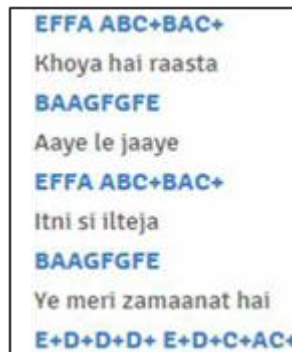 EFFA ABC+BAC+
Khoya hai raasta
BAAGFGFE
Aaye le jaaye
EFFA ABC+BAC+
Itni si ilteja
BAAGFGFE
Ye meri zamaanat hai
E+D+D+D+ E+D+C+AC+